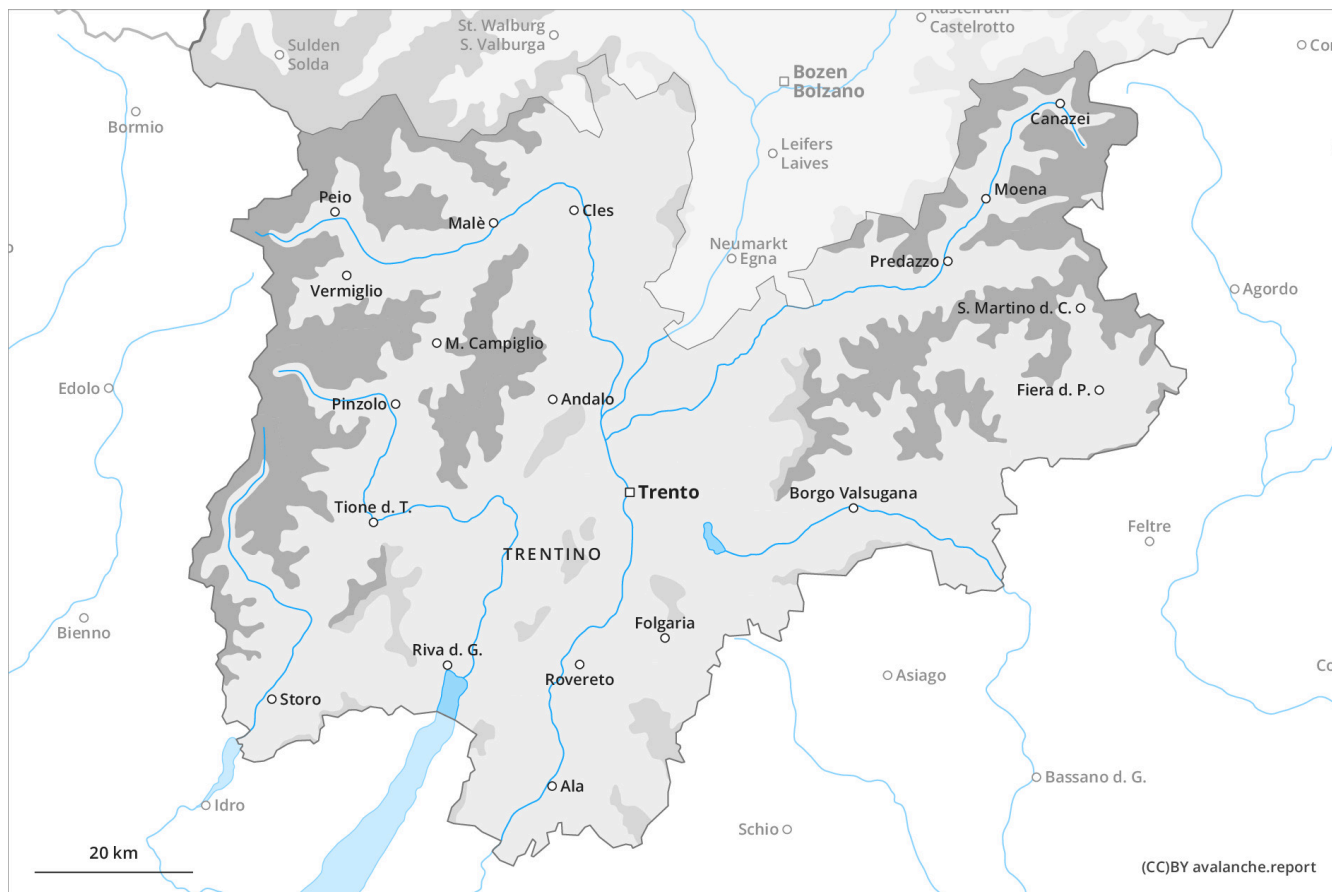 Kastelruth
Castelrotto
St. Walburg
S. Valburga
Sulden
Solda
Bozen
Bolzano
Bormio
Canazei
Leifers
Laives
Moena
Peio
Malè
Cles
Neumarkt
Egna
Predazzo
Vermiglio
Agordo
S. Martino d. C.
M. Campiglio
Edolo
Fiera d. P.
Pinzolo
Andalo
Trento
Borgo Valsugana
Tione d. T.
Feltre
TRENTINO
Bienno
Folgaria
Riva d. G.
Rovereto
Asiago
Storo
Bassano d. G.
Ala
Idro
Schio
20 km
(CC)BY avalanche.report